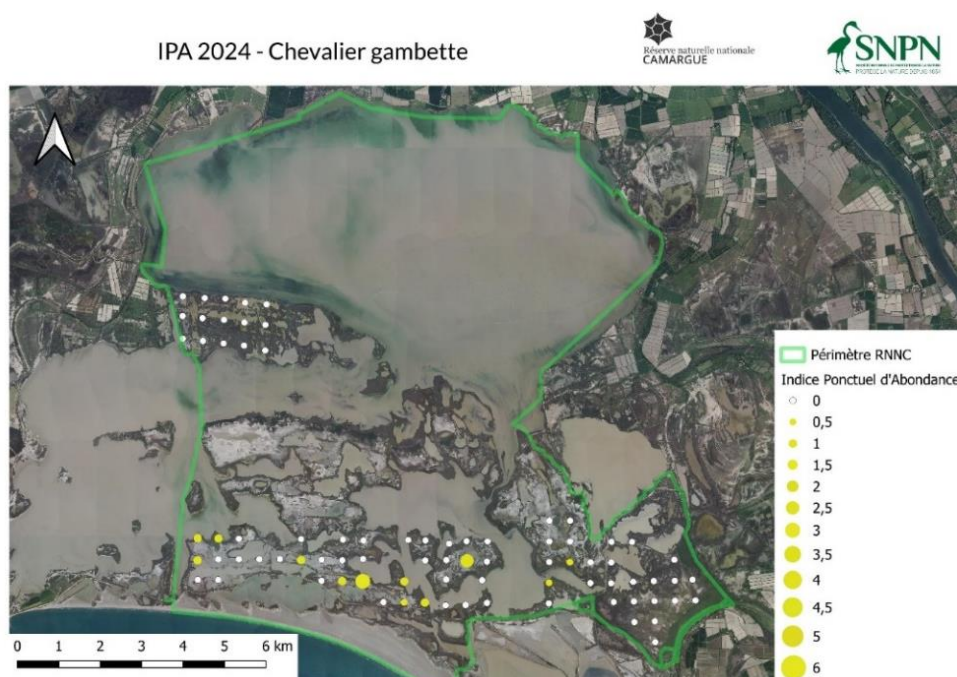 IPA 2024 - Chevalier gambette
Réserve naturelle nationale
CAMARGUE
SNPN
Périmètre RNNC
Indice Ponctuel d'Abondance
0
0,5
1
1,5
2
2,5
3
3,5
4
4,5
5
6
0 1 2 3 4 5 6 km